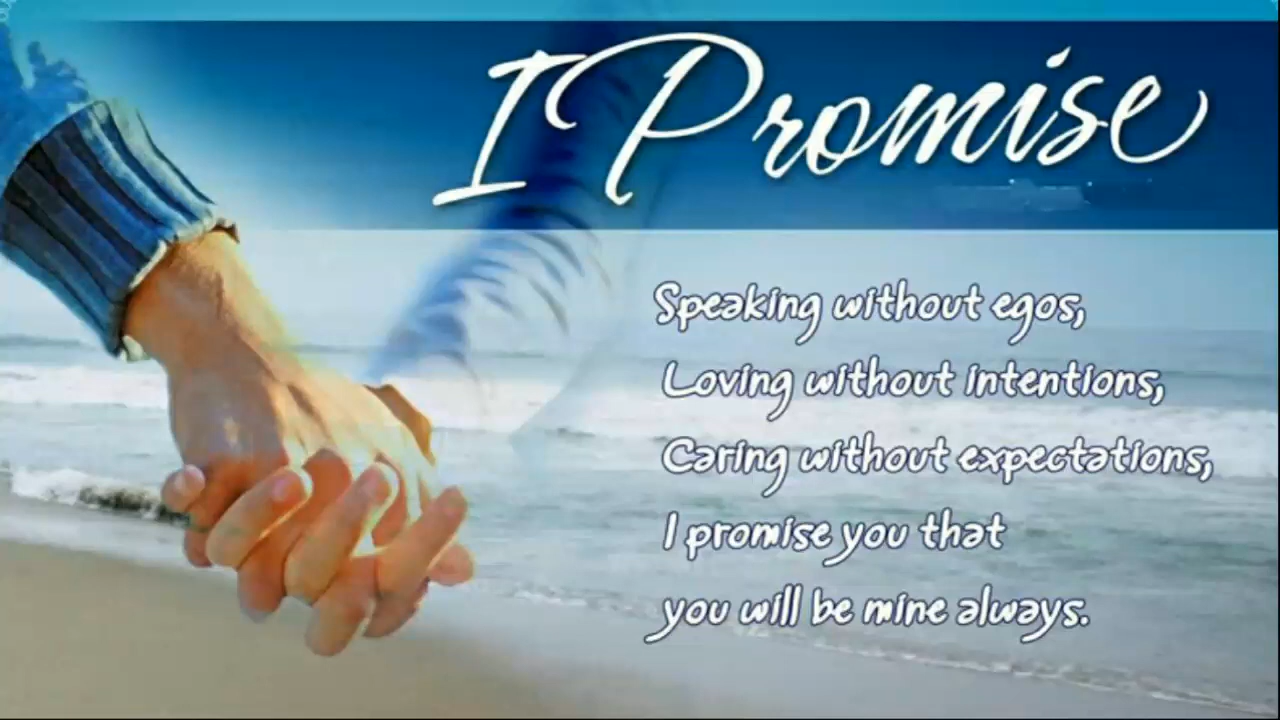 I Promise
Speaking without egos,
Loving without intentions,
Caring without expectations,
I promise you that
you will be mine always.